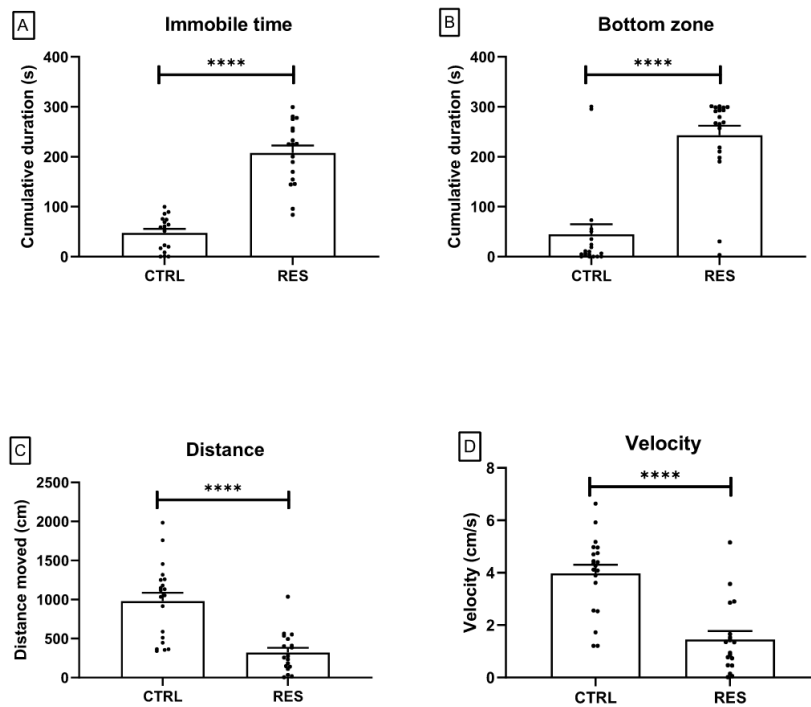 A
Immobile time
Cumulative duration (s)
400
300
200
100
0
****
CTRL
RES
B
Bottom zone
Cumulative duration (s)
400
300
200
100
0
****
CTRL
RES
C
Distance
Distance moved (cm)
2500
2000
1500
1000
500
0
****
CTRL
RES
D
Velocity
Velocity (cm/s)
8
6
4
2
0
****
CTRL
RES